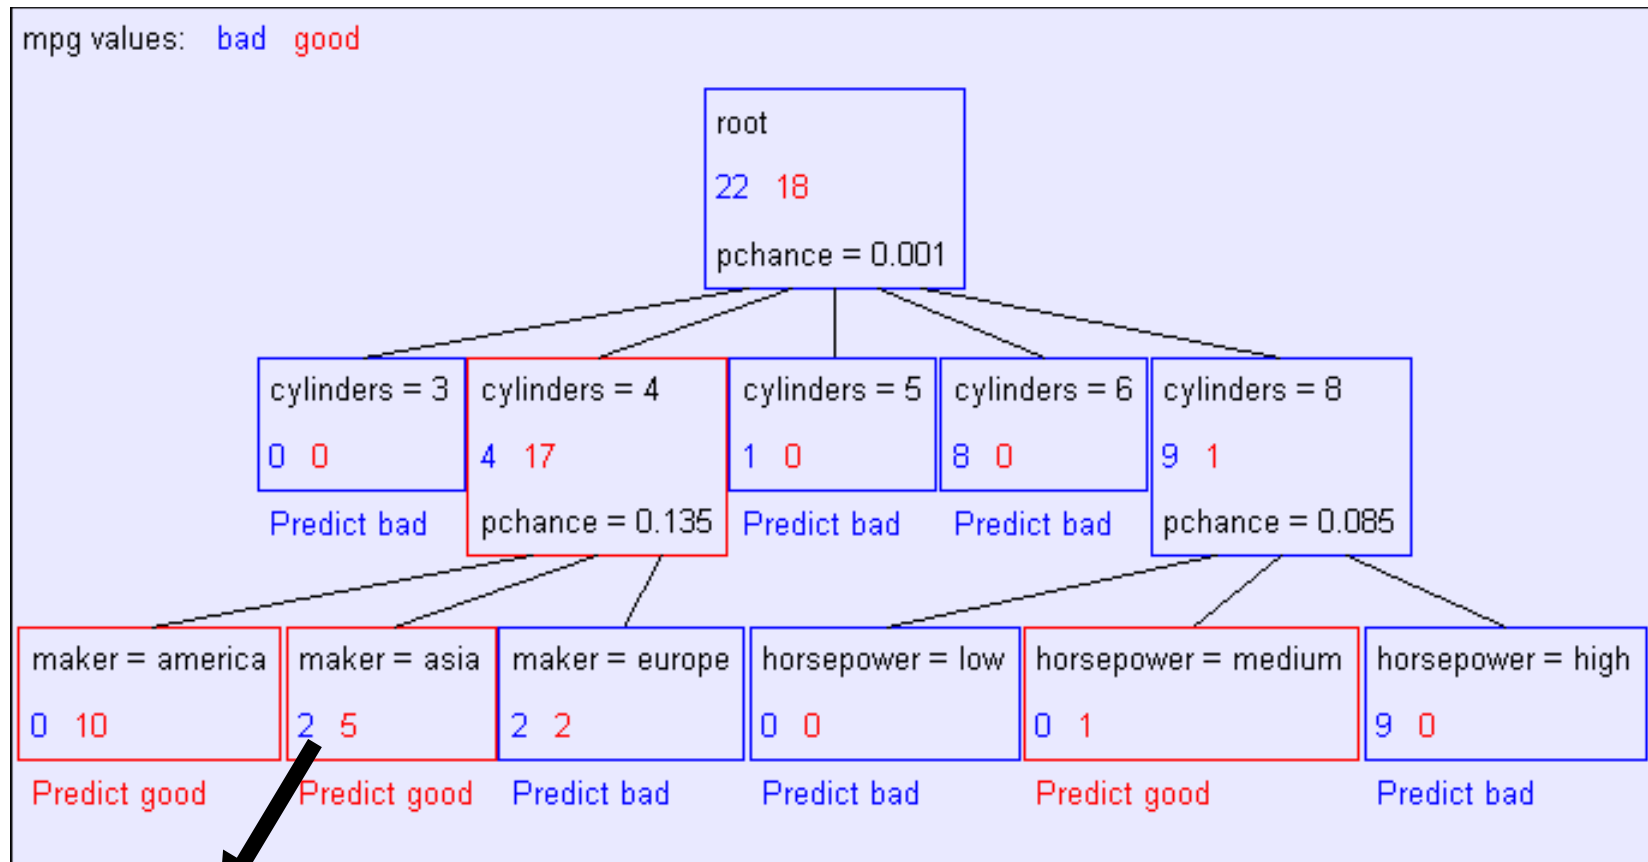 mpg values: bad good
root
22 18
pchance = 0.001
cylinders = 3
0 0
Predict bad
cylinders = 4
4 17
pchance = 0.135
cylinders = 5
1 0
Predict bad
cylinders = 6
8 0
Predict bad
cylinders = 8
9 1
pchance = 0.085
maker = america
0 10
Predict good
maker = asia
2 5
Predict good
maker = europe
2 2
Predict bad
horsepower = low
0 0
Predict bad
horsepower = medium
0 1
Predict good
horsepower = high
9 0
Predict bad